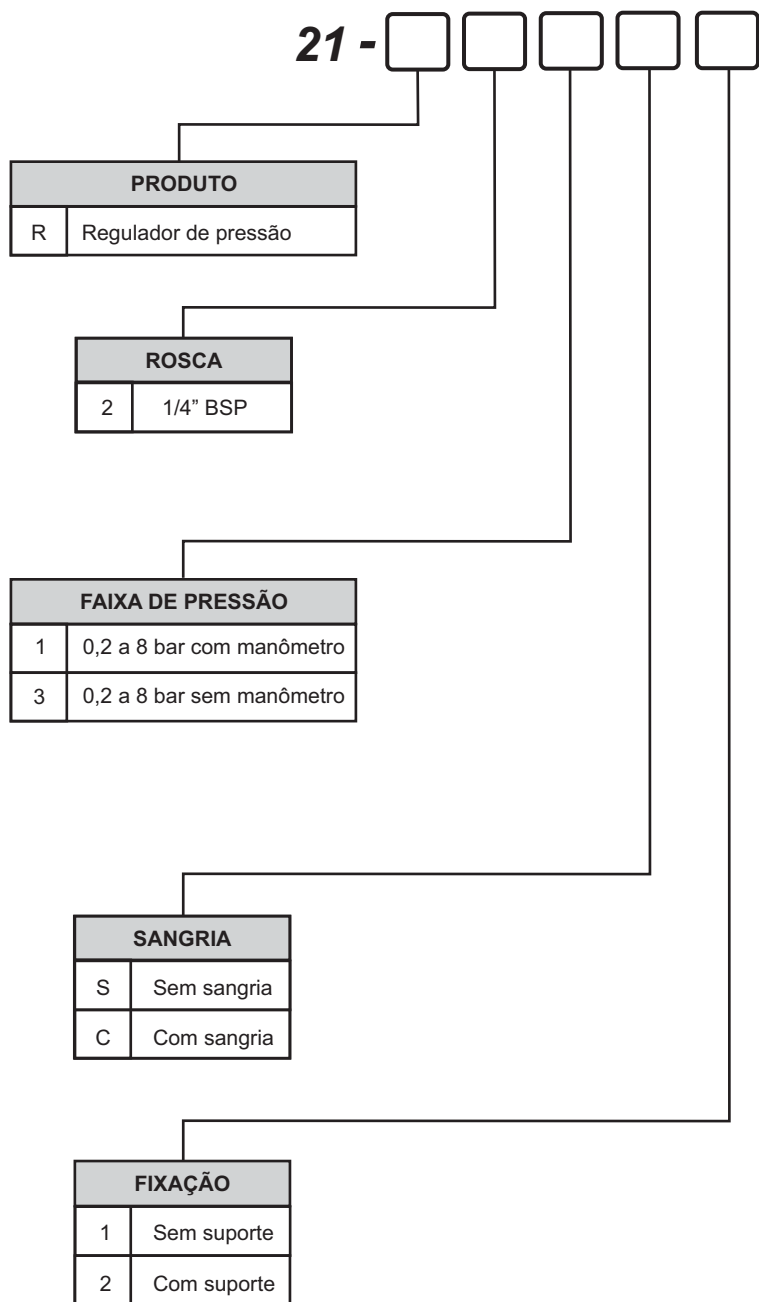 21 -
PRODUTO
R Regulador de pressão
ROSCA
2 1/4” BSP
FAIXA DE PRESSÃO
1 0,2 a 8 bar com manômetro
3 0,2 a 8 bar sem manômetro
SANGRIA
S Sem sangria
C Com sangria
FIXAÇÃO
1 Sem suporte
2 Com suporte